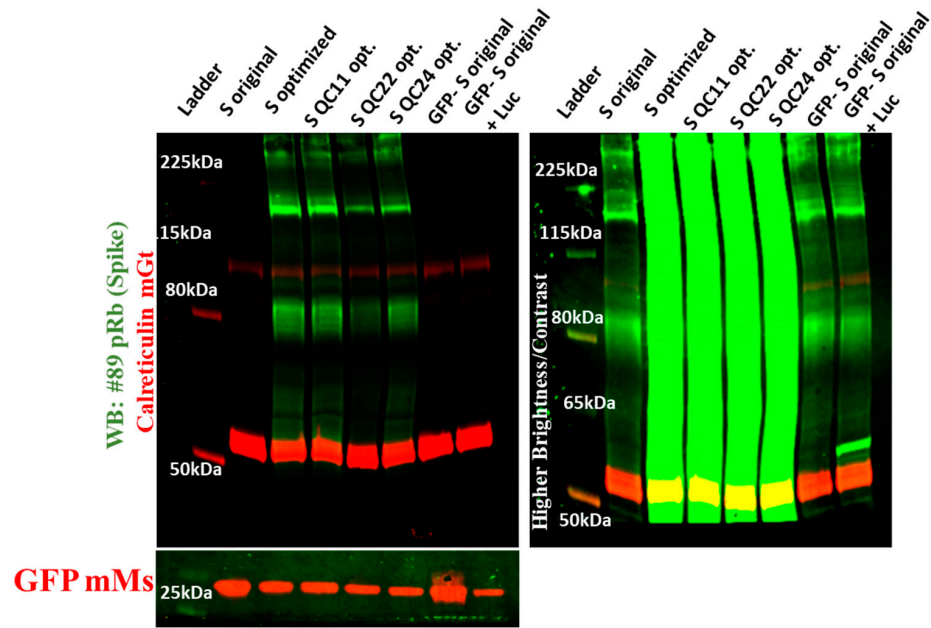 Ladder
S original
S optimized
S QC11 opt.
S QC22 opt.
S QC24 opt.
GFP- S original
GFP- S original
+ Luc
Ladder
S original
S optimized
S QC11 opt.
S QC22 opt.
S QC24 opt.
GFP- S original
GFP- S original
+ Luc
WB: #89 pRb (Spike)
Calreticulin mGt
225kDa
115kDa
80kDa
50kDa
Higher Brightness/Contrast
225kDa
115kDa
80kDa
65kDa
50kDa
GFP mMs
25kDa